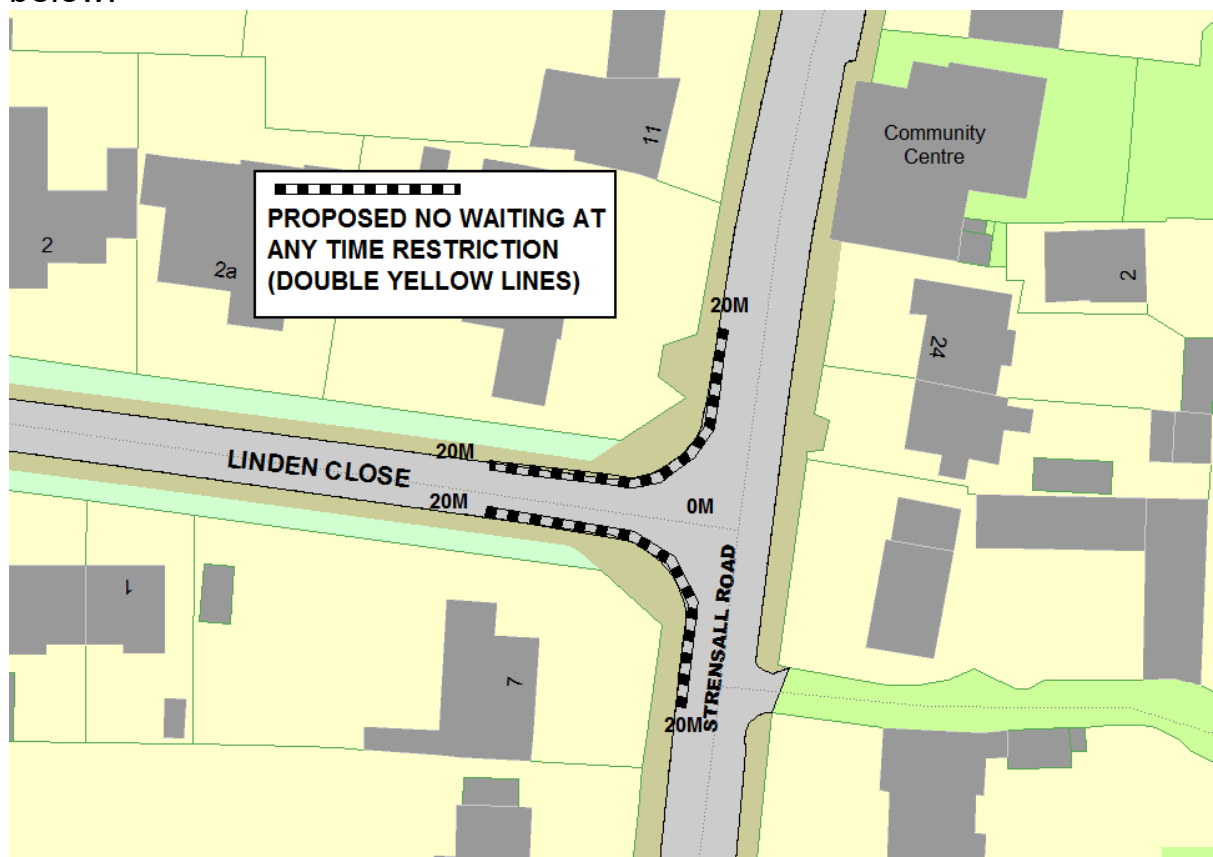 11
Community
Centre
PROPOSED NO WAITING AT
ANY TIME RESTRICTION
(DOUBLE YELLOW LINES)
2
2a
2
20M
24
20M
LINDEN CLOSE
20M
0M
STRENSALL ROAD
1
7
20M